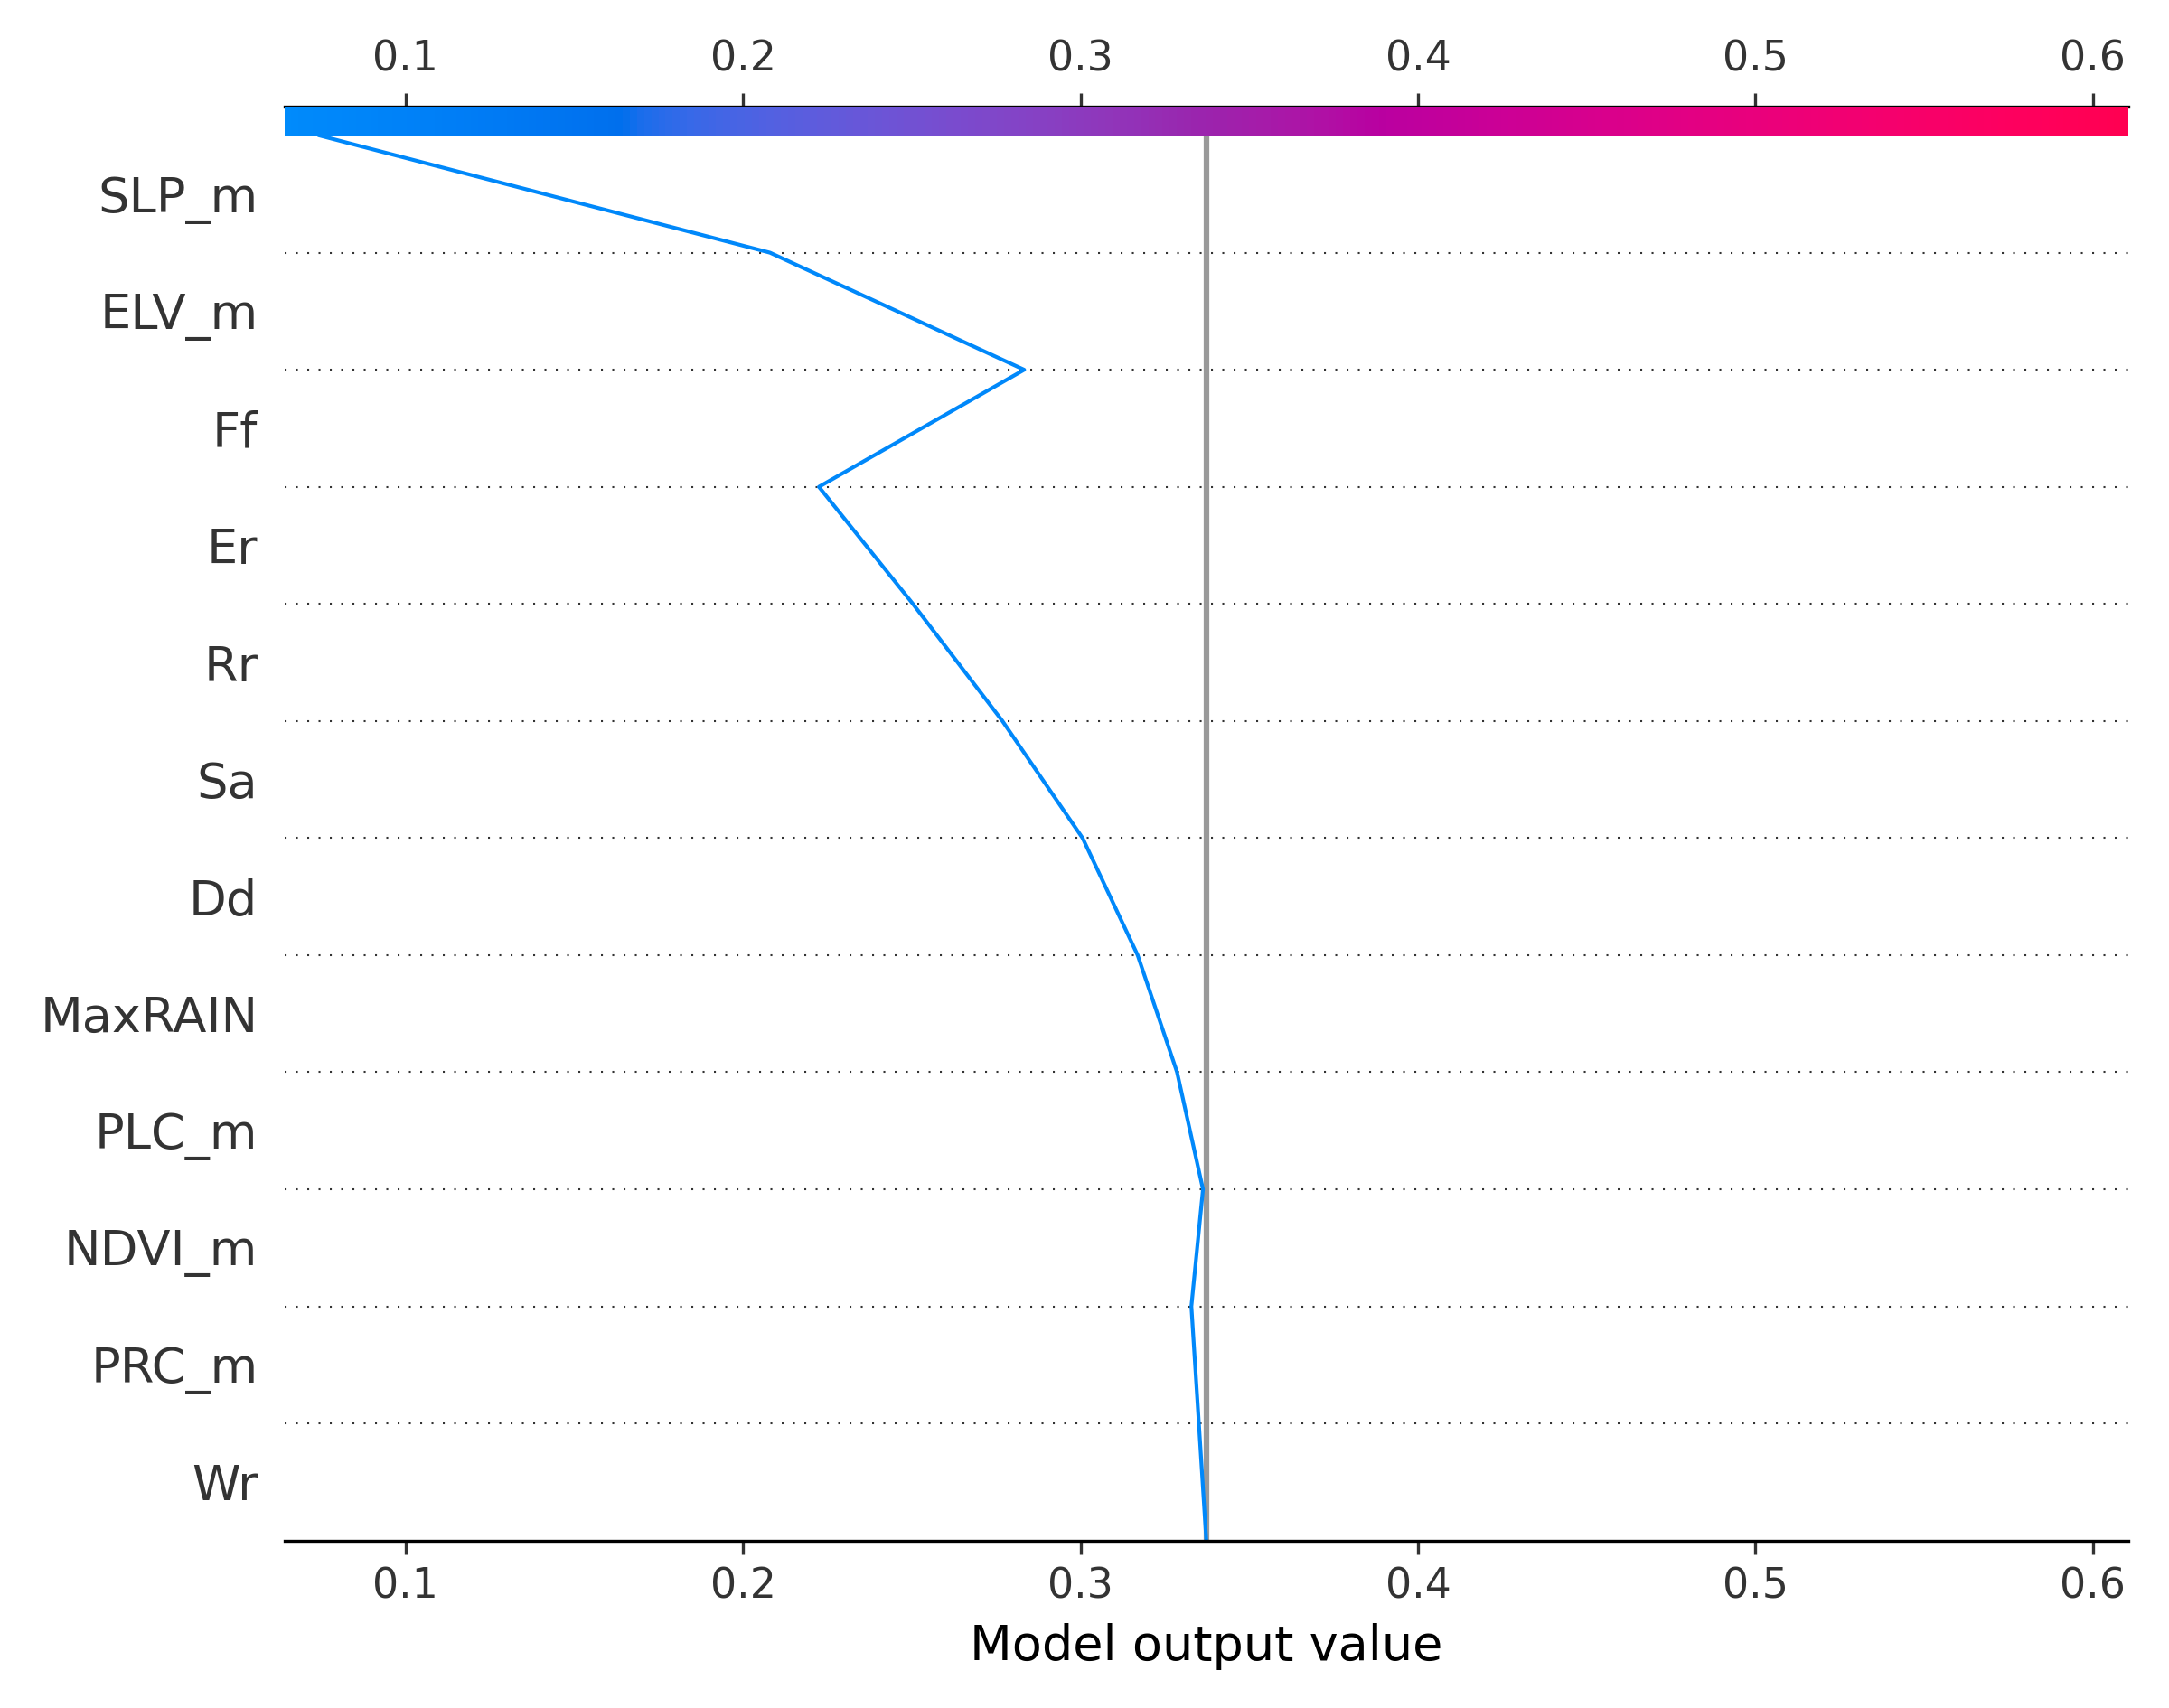 0.1 0.2 0.3 0.4 0.5 0.6
SLP_m
ELV_m
Ff
Er
Rr
Sa
Dd
MaxRAIN
PLC_m
NDVI_m
PRC_m
Wr
0.1 0.2 0.3 0.4 0.5 0.6
Model output value